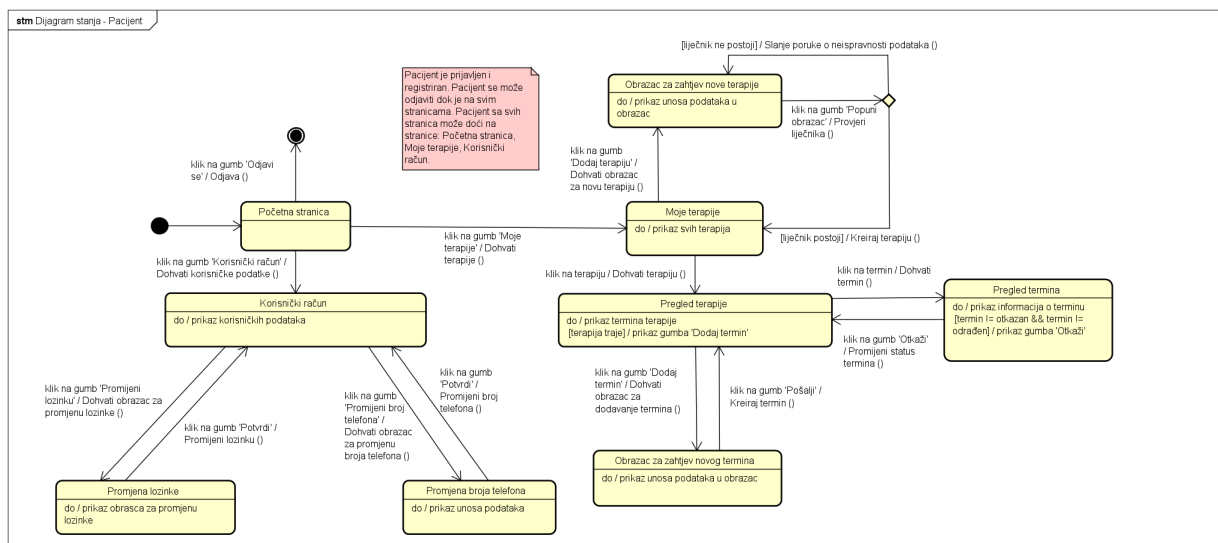 stm Dijagram stanja - Pacijent
[liječnik ne postoji] / Slanje poruke o neispravnosti podataka ()
Pacijent je prijavljen i
registriran. Pacijent se može
odjaviti dok je na svim
stranicama. Pacijent sa svih
stranica može doći na
stranice: Početna stranica,
Moje terapije, Korisnički
račun.
Obrazac za zahtjev nove terapije
do / prikaz unosa podataka u
obrazac
klik na gumb 'Popuni
obrazac' / Provjeri
liječnika ()
klik na gumb
'Dodaj terapiju' /
Dohvati obrazac
za novu terapiju ()
klik na gumb 'Odjavi
se' / Odjava ()
Početna stranica
Moje terapije
do / prikaz svih terapija
klik na gumb 'Moje
terapije' / Dohvati
terapije ()
[liječnik postoji] / Kreiraj terapiju ()
klik na gumb 'Korisnički račun' /
Dohvati korisničke podatke ()
klik na terapiju / Dohvati terapiju ()
klik na termin / Dohvati
termin ()
Korisnički račun
do / prikaz korisničkih podataka
Pregled terapije
do / prikaz termina terapije
[terapija traje] / prikaz gumba 'Dodaj termin'
Pregled termina
do / prikaz informacija o terminu
[termin != otkazan && termin !=
odrađen] / prikaz gumba 'Otkaži'
klik na gumb 'Otkaži'
/ Promijeni status
termina ()
klik na gumb 'Promijeni
lozinku' / Dohvati obrazac za
promjenu lozinke ()
klik na gumb 'Potvrdi' /
Promijeni lozinku ()
klik na gumb
'Promijeni broj
telefona' /
Dohvati obrazac
za promjenu
broja telefona ()
klik na gumb
'Potvrdi' /
Promijeni broj
telefona ()
klik na gumb 'Dodaj
termin' / Dohvati
obrazac za
dodavanje termina ()
klik na gumb 'Pošalji' /
Kreiraj termin ()
Promjena lozinke
do / prikaz obrasca za promjenu
lozinke
Promjena broja telefona
do / prikaz unosa podataka
Obrazac za zahtjev novog termina
do / prikaz unosa podataka u obrazac